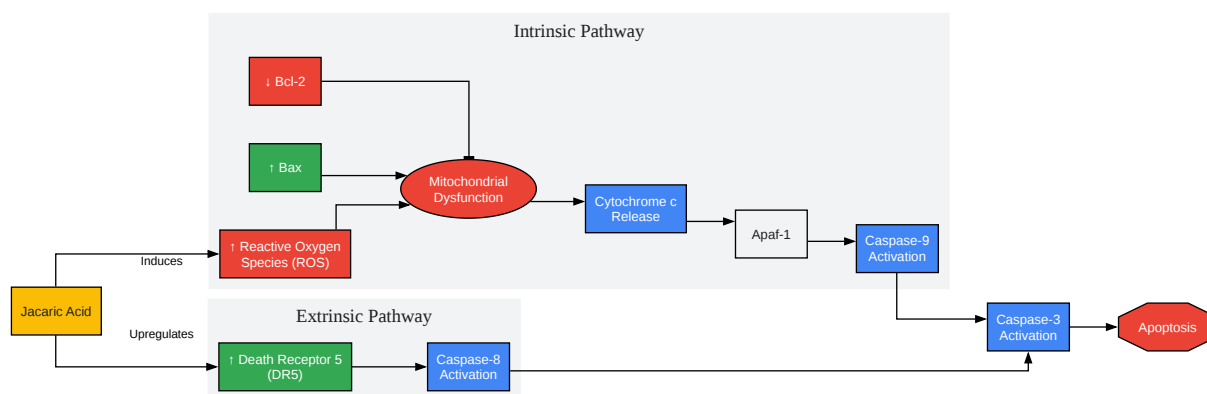 Intrinsic Pathway
↓ Bcl-2
↑ Bax
Mitochondrial
Dysfunction
Cytochrome c
Release
Apaf-1
Caspase-9
Activation
↑ Reactive Oxygen
Species (ROS)
Induces
Jacaric Acid
Upregulates
Extrinsic Pathway
↑ Death Receptor 5
(DR5)
Caspase-8
Activation
Caspase-3
Activation
Apoptosis